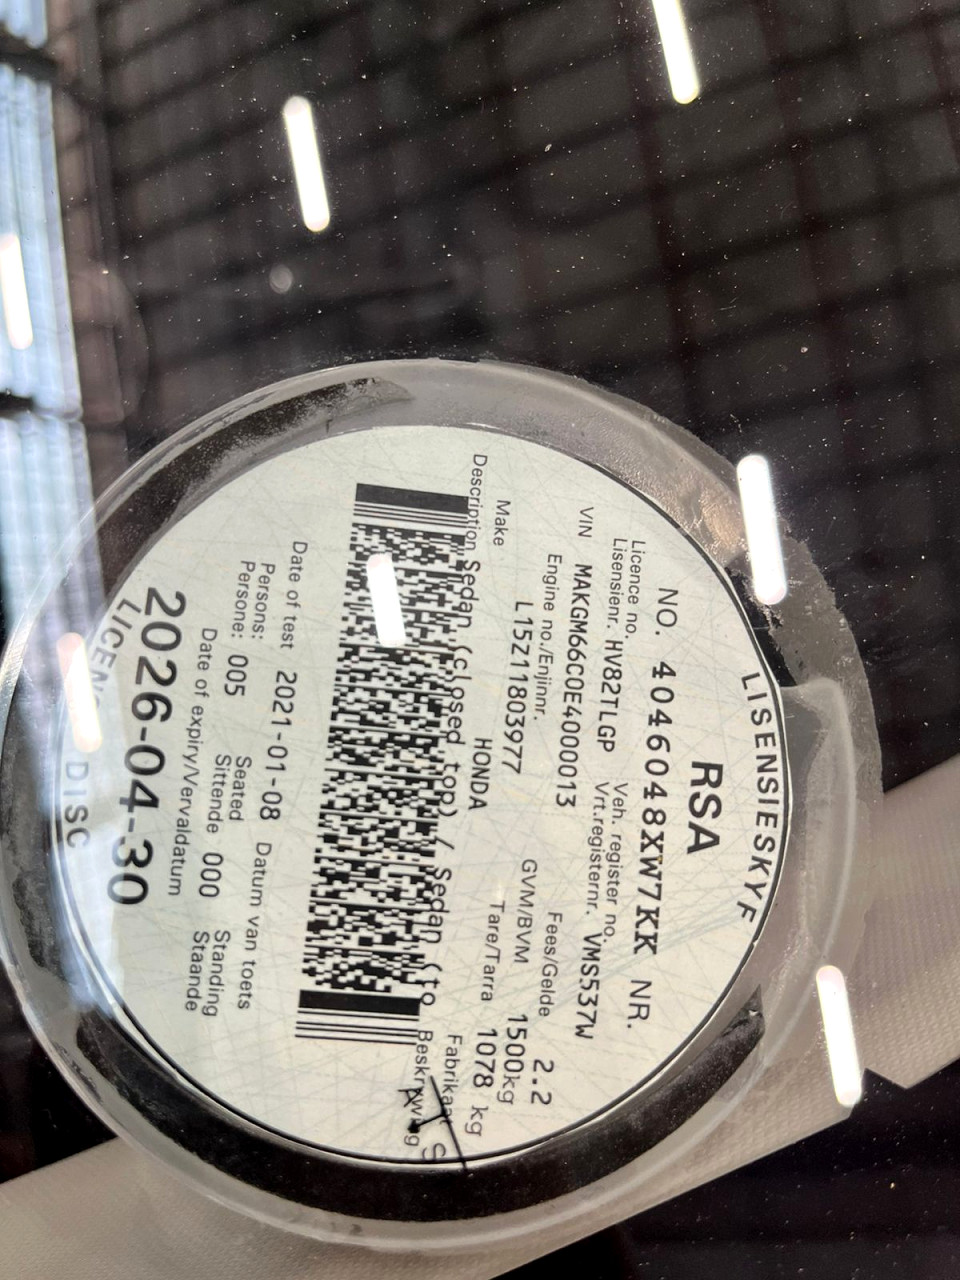 LISENSIESKYF
RSA
NO. 4046048XW7KK NR.
Licence no. Veh. register no.
Lisensienr. HV82TLGP Vrt.registernr. VMS537W
VIN MAKGM66COE4000013
Engine no./Enjinnr. Fees/Gelde 2.2
L15Z11803977 GVM/BVM 1500kg
Make HONDA Tare/Tarra 1078 kg
Fabrikaat
Description Sedan (closed top) / Sedan (to Beskrywing
Date of test 2021-01-08 Datum van toets
Persons: Seated Standing
Persone: 005 Sittende 000 Staande
Date of expiry/Vervaldatum
2026-04-30
LICENCE DISC